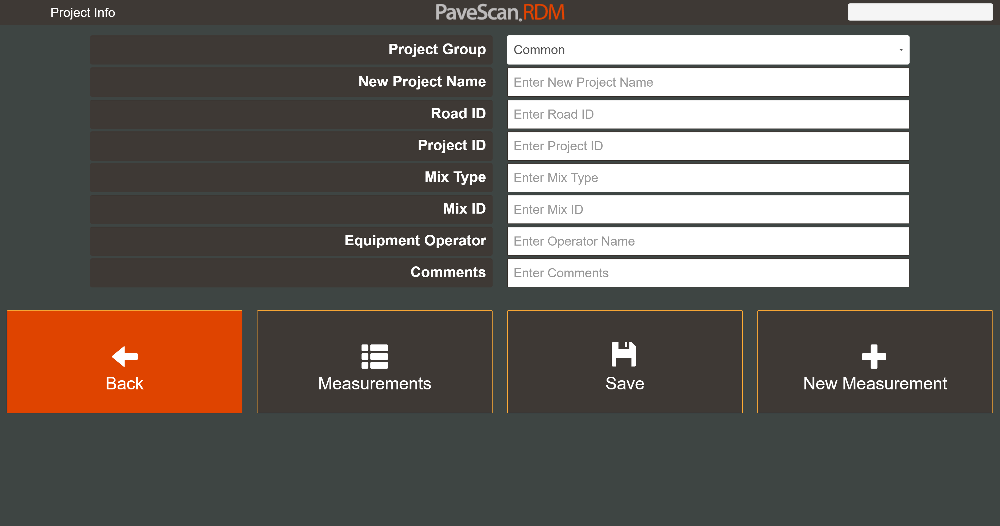 Project Info
PaveScan® RDM
Project Group
Common
New Project Name
Enter New Project Name
Road ID
Enter Road ID
Project ID
Enter Project ID
Mix Type
Enter Mix Type
Mix ID
Enter Mix ID
Equipment Operator
Enter Operator Name
Comments
Enter Comments
Back
Measurements
Save
New Measurement